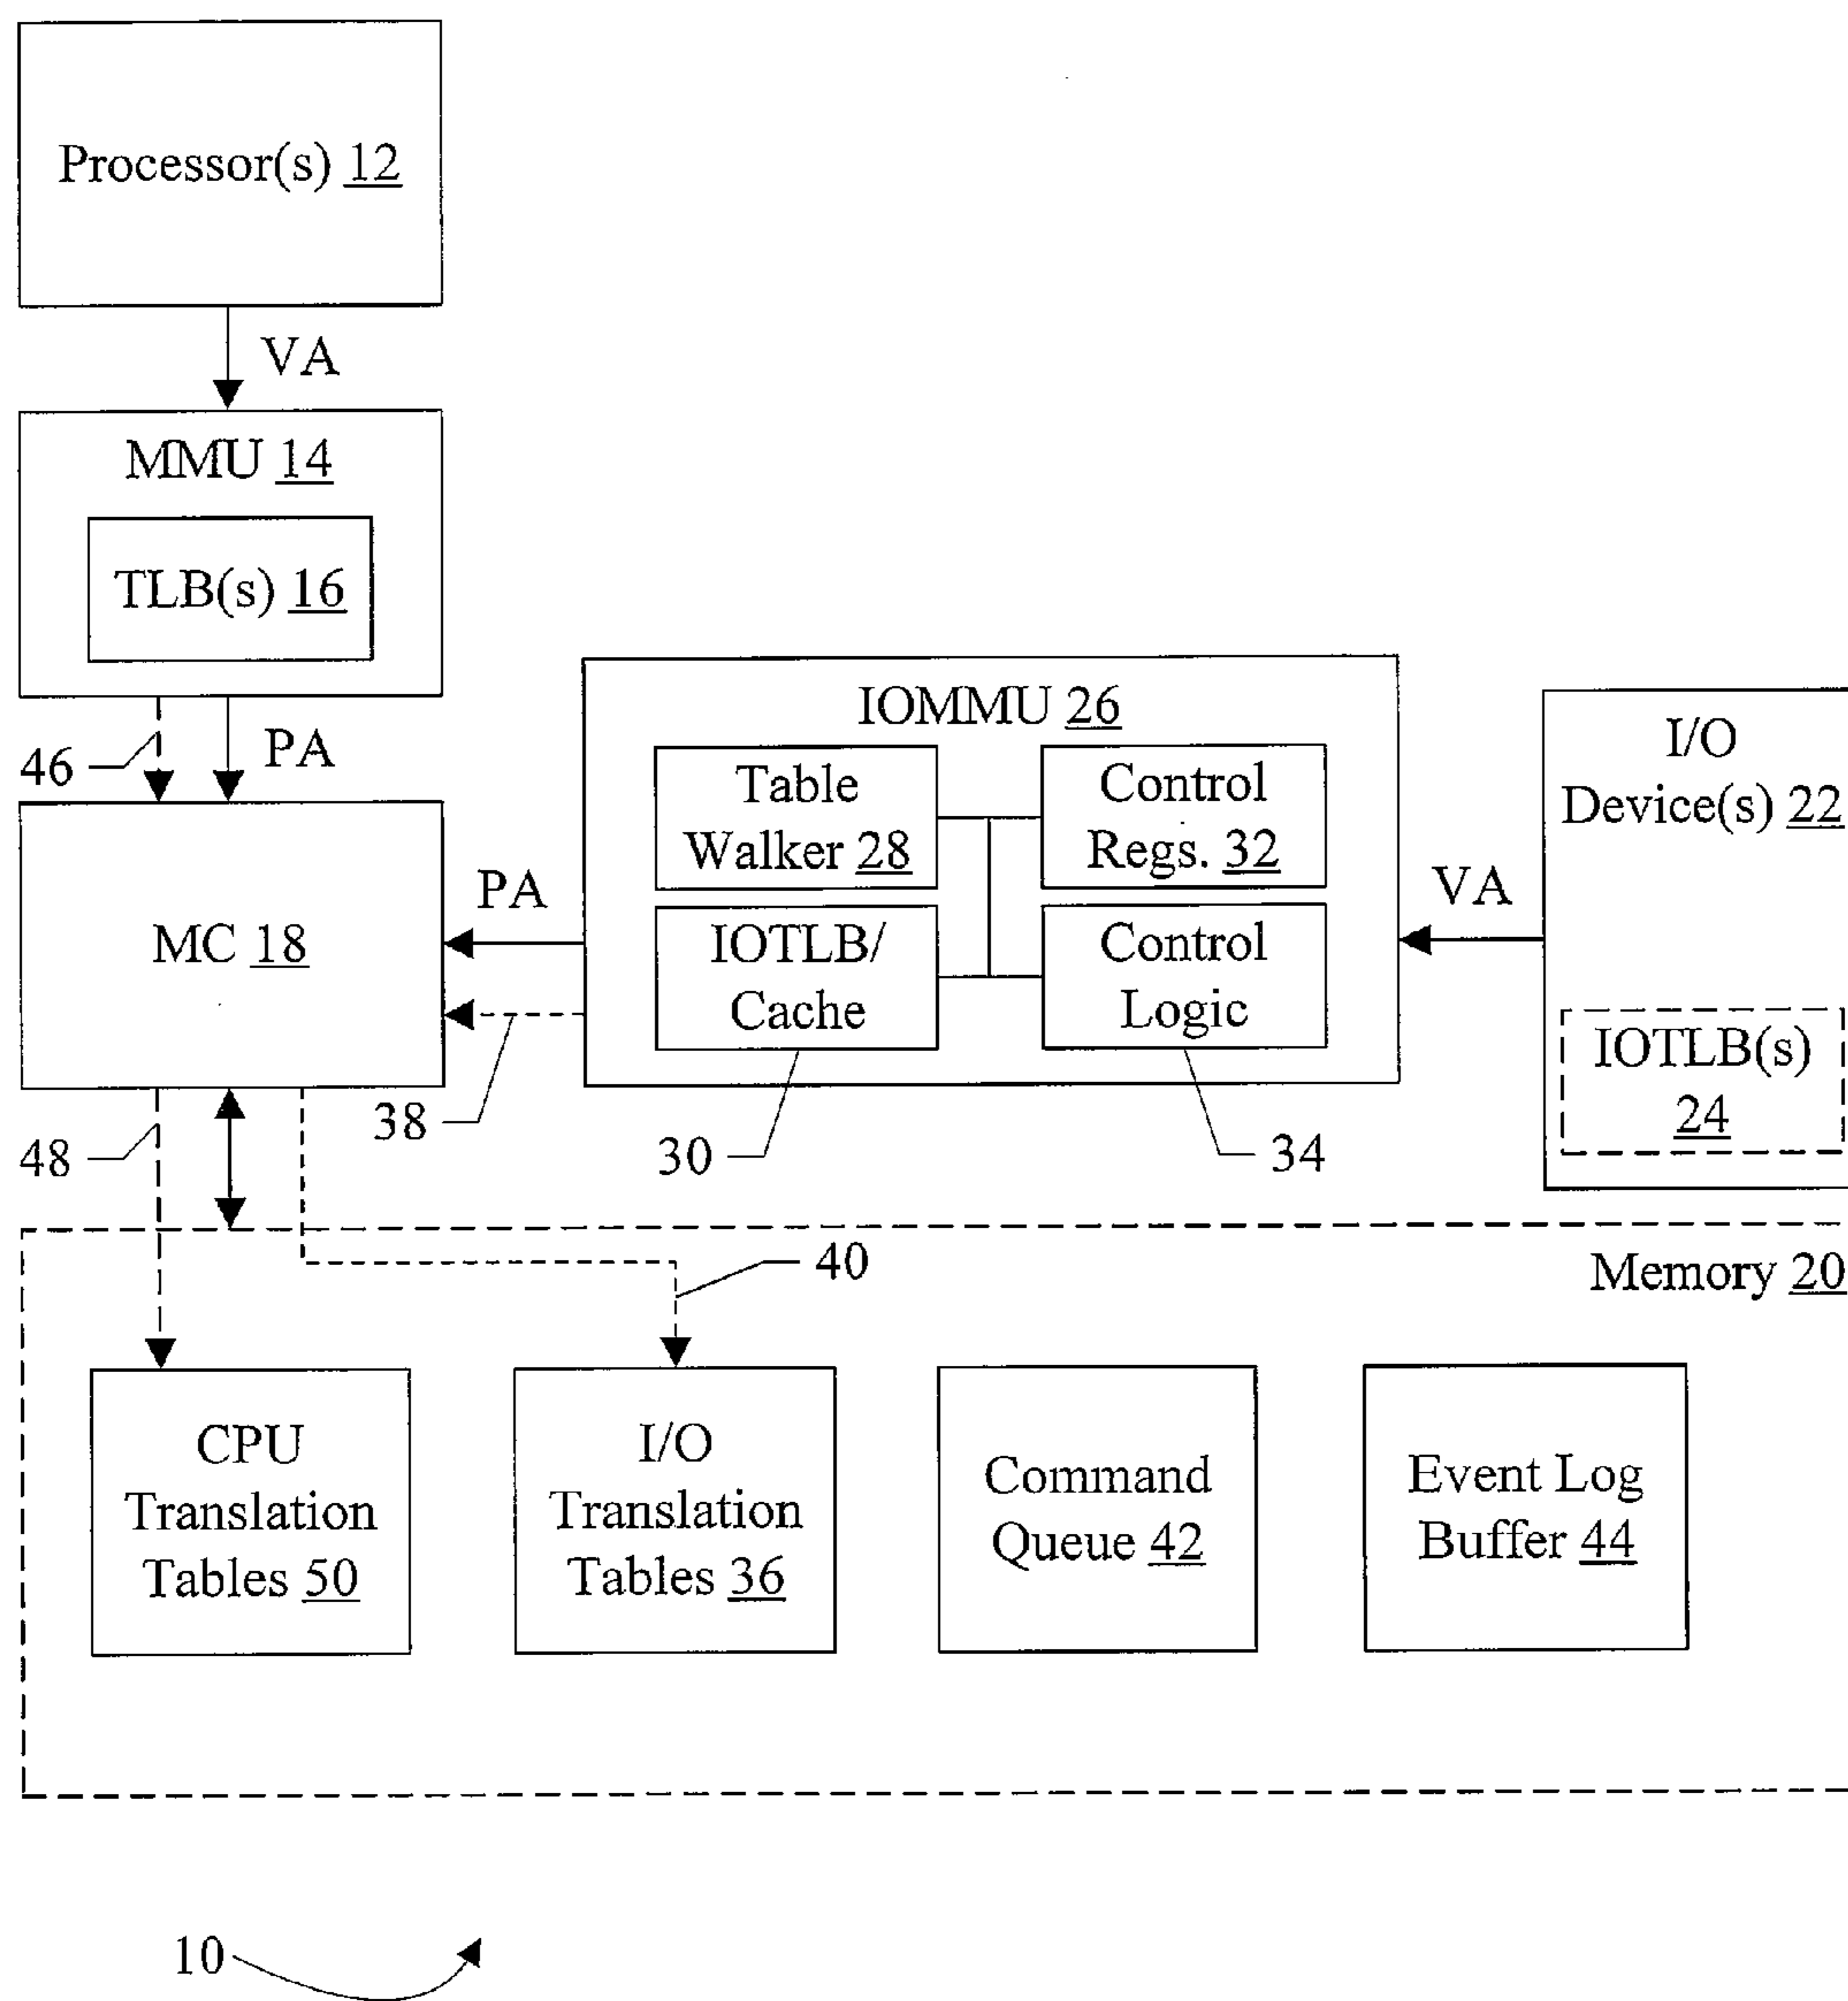 Processor(s) 12
VA
MMU 14
TLB(s) 16
46
PA
MC 18
PA
38
IOMMU 26
Table
Walker 28
Control
Regs. 32
IOTLB/
Cache
Control
Logic
30
34
VA
I/O
Device(s) 22
IOTLB(s)
24
48
40
Memory 20
CPU
Translation
Tables 50
I/O
Translation
Tables 36
Command
Queue 42
Event Log
Buffer 44
10